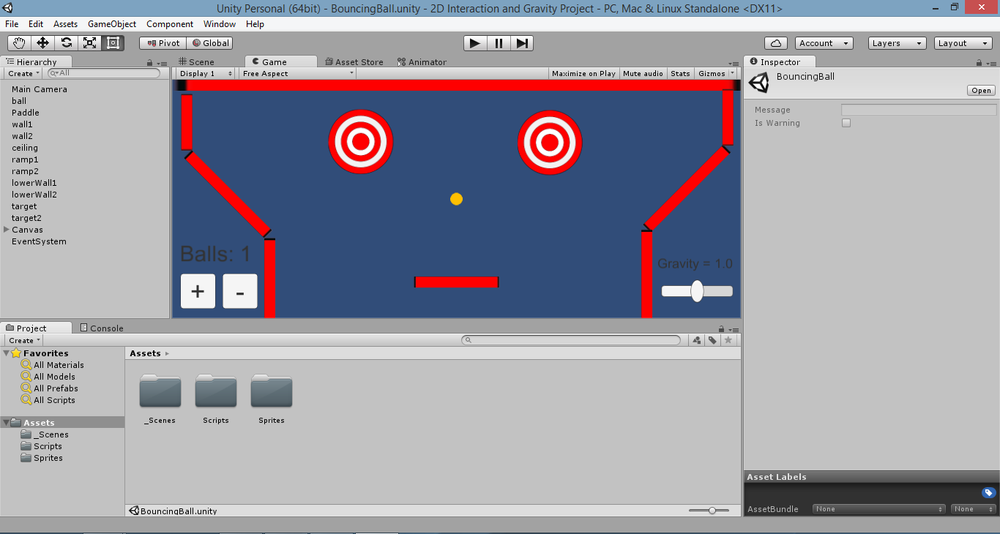 Unity Personal (64bit) - BouncingBall.unity - 2D Interaction and Gravity Project - PC, Mac & Linux Standalone <DX11>
File Edit Assets GameObject Component Window Help
Pivot Global Account Layers Layout
Hierarchy
Create All
Main Camera
ball
Paddle
wall1
wall2
ceiling
ramp1
ramp2
lowerWall1
lowerWall2
target
target2
Canvas
EventSystem
Scene Game Asset Store Animator
Display 1 Free Aspect Maximize on Play Mute audio Stats Gizmos
Balls: 1
+ -
Gravity = 1.0
Inspector
BouncingBall
Open
Message
Is Warning
Project Console
Create
Favorites
All Materials
All Models
All Prefabs
All Scripts
Assets
_Scenes
Scripts
Sprites
Assets
_Scenes Scripts Sprites
BouncingBall.unity
Asset Labels
AssetBundle None None